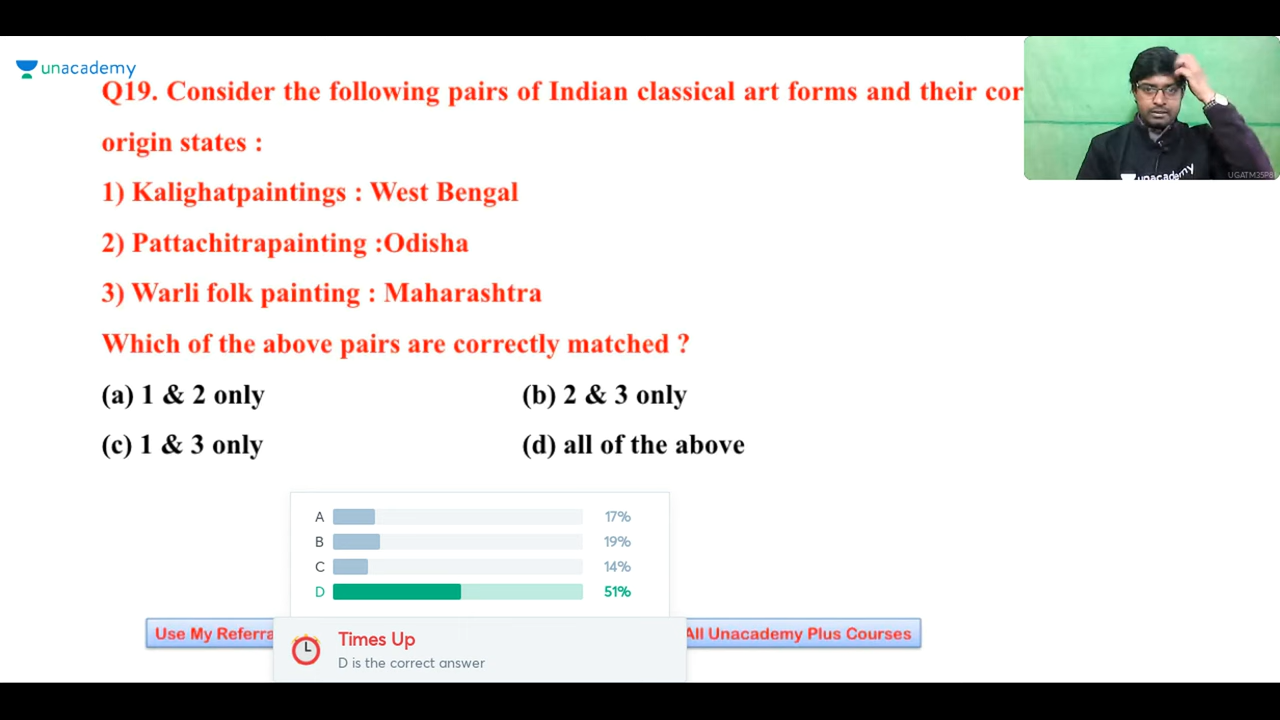 unacademy
Q19. Consider the following pairs of Indian classical art forms and their cor
origin states :
1) Kalighatpaintings : West Bengal
2) Pattachitrapainting :Odisha
3) Warli folk painting : Maharashtra
Which of the above pairs are correctly matched ?
(a) 1 & 2 only (b) 2 & 3 only
(c) 1 & 3 only (d) all of the above
A 17%
B 19%
C 14%
D 51%
Use My Referra All Unacademy Plus Courses
Times Up
D is the correct answer
unacademy
UGATM35P8